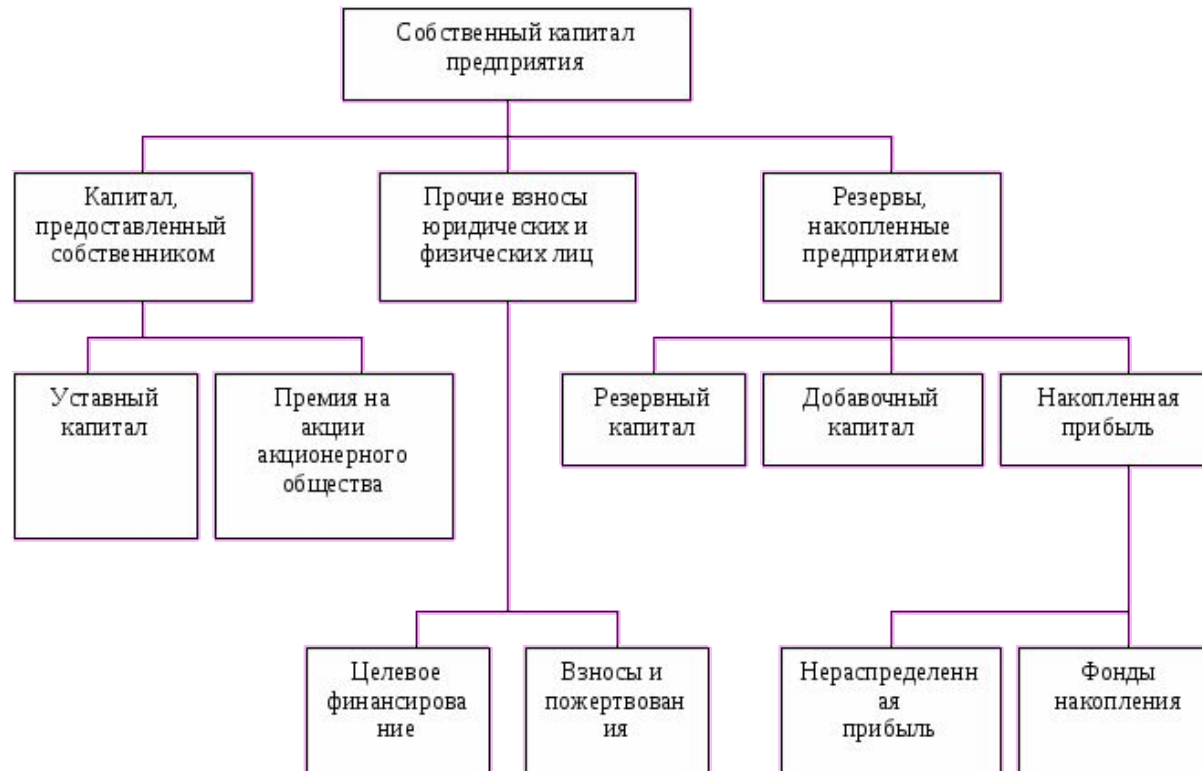 Собственный капитал
предприятия
Капитал,
предоставленный
собственником
Прочие взносы
юридических и
физических лиц
Резервы,
накопленные
предприятием
Уставный
капитал
Премия на
акции
акционерного
общества
Резервный
капитал
Добавочный
капитал
Накопленная
прибыль
Целевое
финансирова
ние
Взносы и
пожертвован
ия
Нераспределенн
ая
прибыль
Фонды
накопления